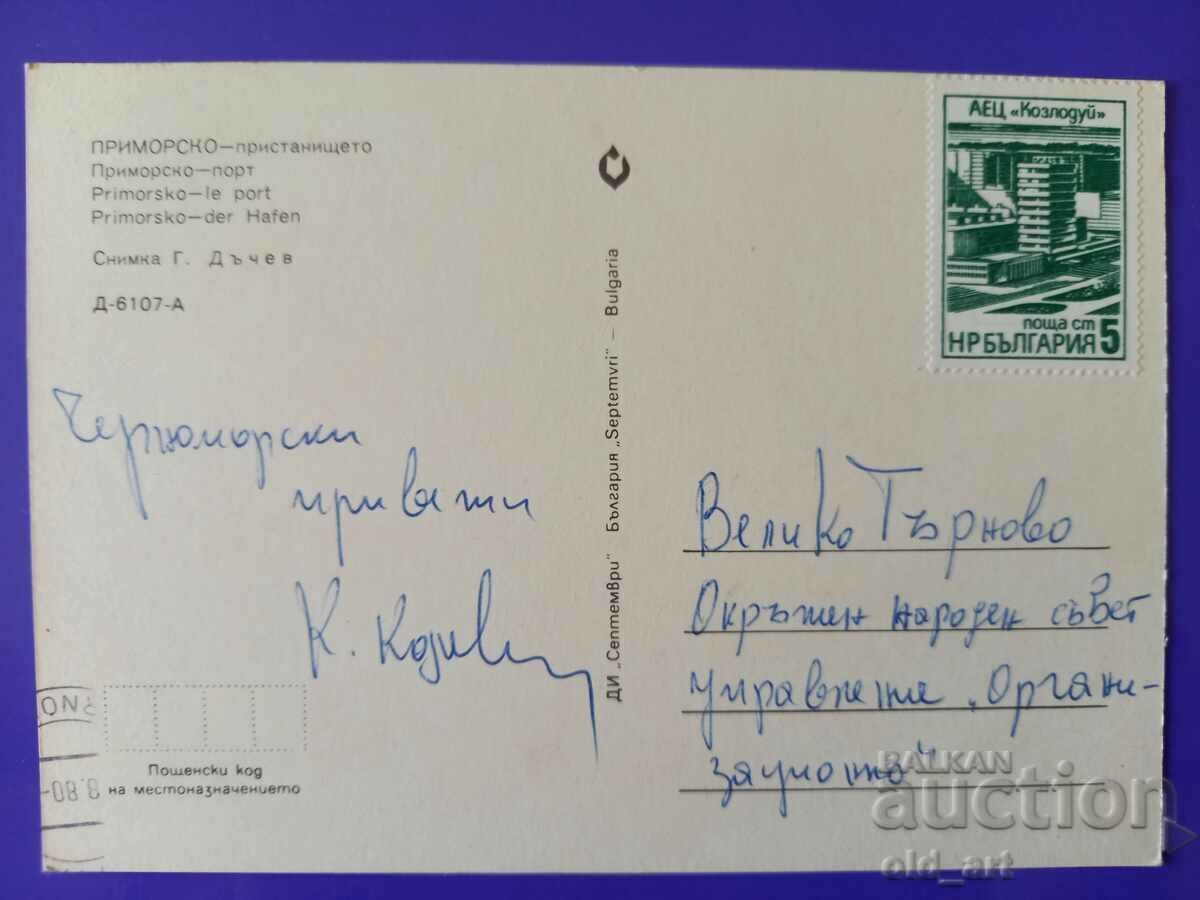 ПРИМОРСКО—пристанището
Приморско—порт
Primorsko—le port
Primorsko—der Hafen
Снимка Г. Дъчев
Д-6107-А
Черноморски
привети
К.
Пощенски код
на местоназначението
8.80-
ДИ „Септември" България „Septemvri" – Bulgaria
АЕЦ «Козлодуй»
поща ст
НР БЪЛГАРИЯ 5
Велико Търново
Окръжен народен съвет
управление „Органи-
зационно"
BALKAN
auction
old_art